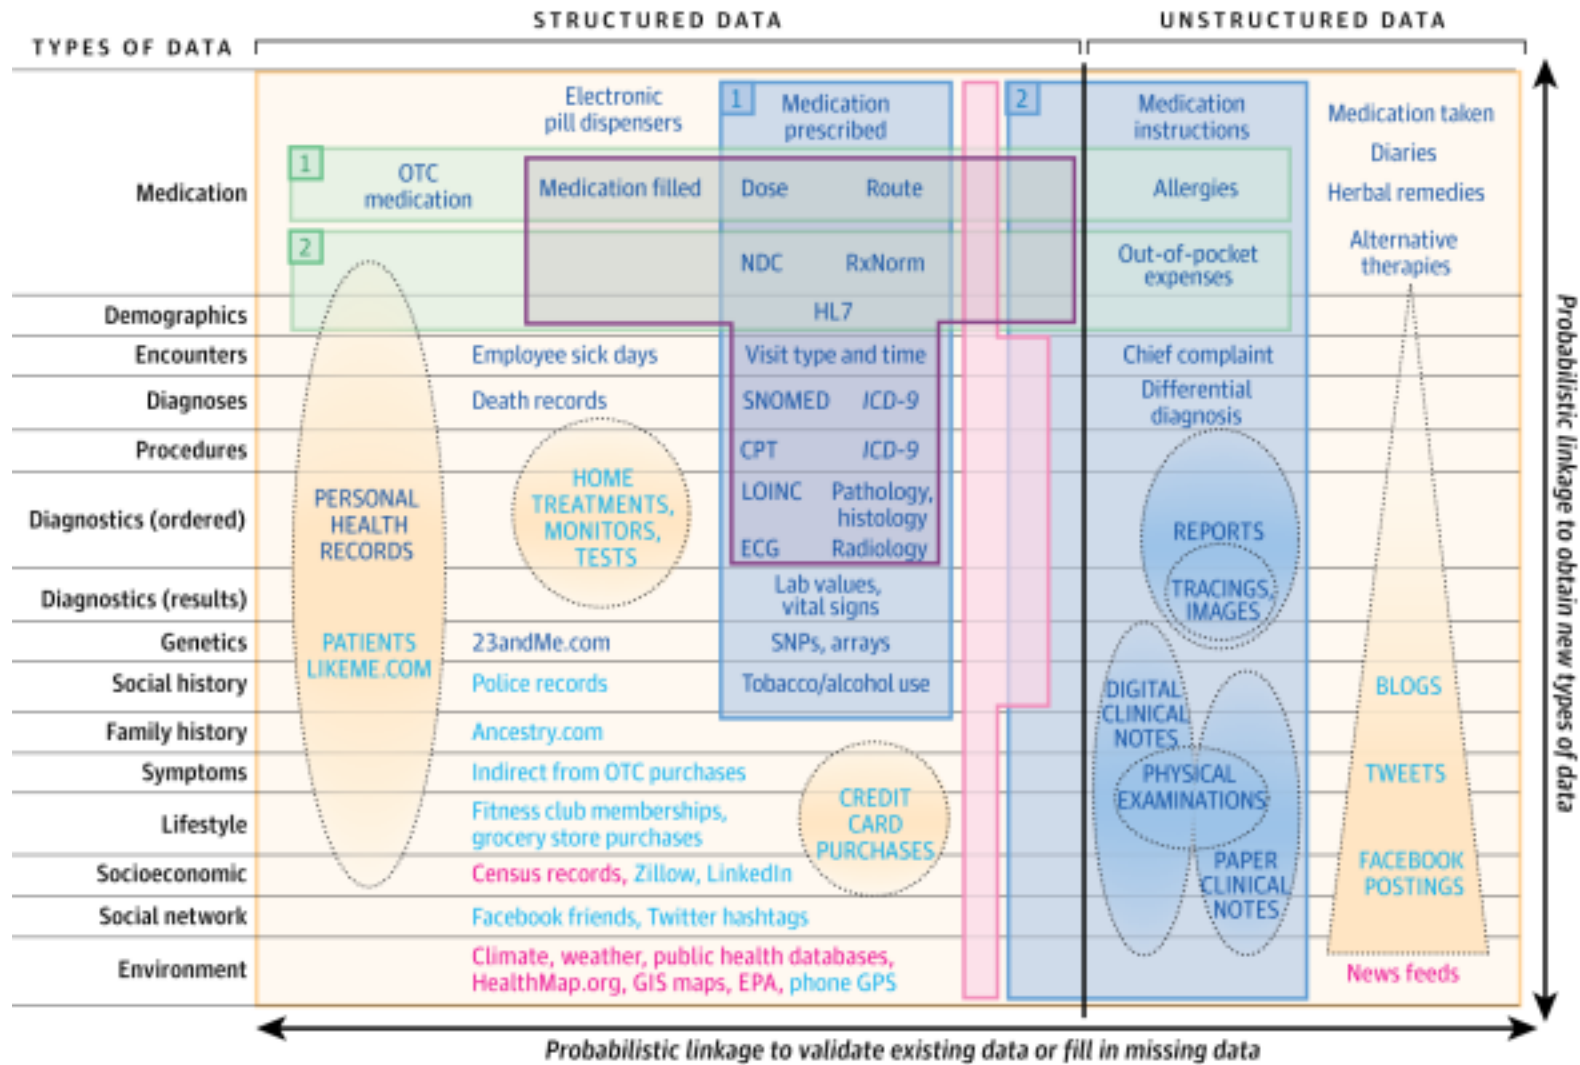 STRUCTURED DATA
UNSTRUCTURED DATA
TYPES OF DATA
Electronic
pill dispensers
1
Medication
prescribed
2
Medication
instructions
Medication taken
Diaries
Herbal remedies
Alternative
therapies
Medication
1
OTC
medication
Medication filled
Dose
Route
Allergies
2
NDC
RxNorm
Out-of-pocket
expenses
Demographics
HL7
Encounters
Employee sick days
Visit type and time
Chief complaint
Diagnoses
Death records
SNOMED
ICD-9
Differential
diagnosis
Procedures
CPT
ICD-9
Diagnostics (ordered)
PERSONAL
HEALTH
RECORDS
HOME
TREATMENTS,
MONITORS,
TESTS
LOINC
Pathology,
histology
ECG
Radiology
REPORTS
Diagnostics (results)
Lab values,
vital signs
TRACINGS,
IMAGES
Genetics
PATIENTS
LIKEME.COM
23andMe.com
SNPs, arrays
Social history
Police records
Tobacco/alcohol use
DIGITAL
CLINICAL
NOTES
BLOGS
Family history
Ancestry.com
Symptoms
Indirect from OTC purchases
PHYSICAL
EXAMINATIONS
TWEETS
Lifestyle
Fitness club memberships,
grocery store purchases
CREDIT
CARD
PURCHASES
Socioeconomic
Census records, Zillow, LinkedIn
PAPER
CLINICAL
NOTES
FACEBOOK
POSTINGS
Social network
Facebook friends, Twitter hashtags
Environment
Climate, weather, public health databases,
HealthMap.org, GIS maps, EPA, phone GPS
News feeds
Probabilistic linkage to obtain new types of data
Probabilistic linkage to validate existing data or fill in missing data